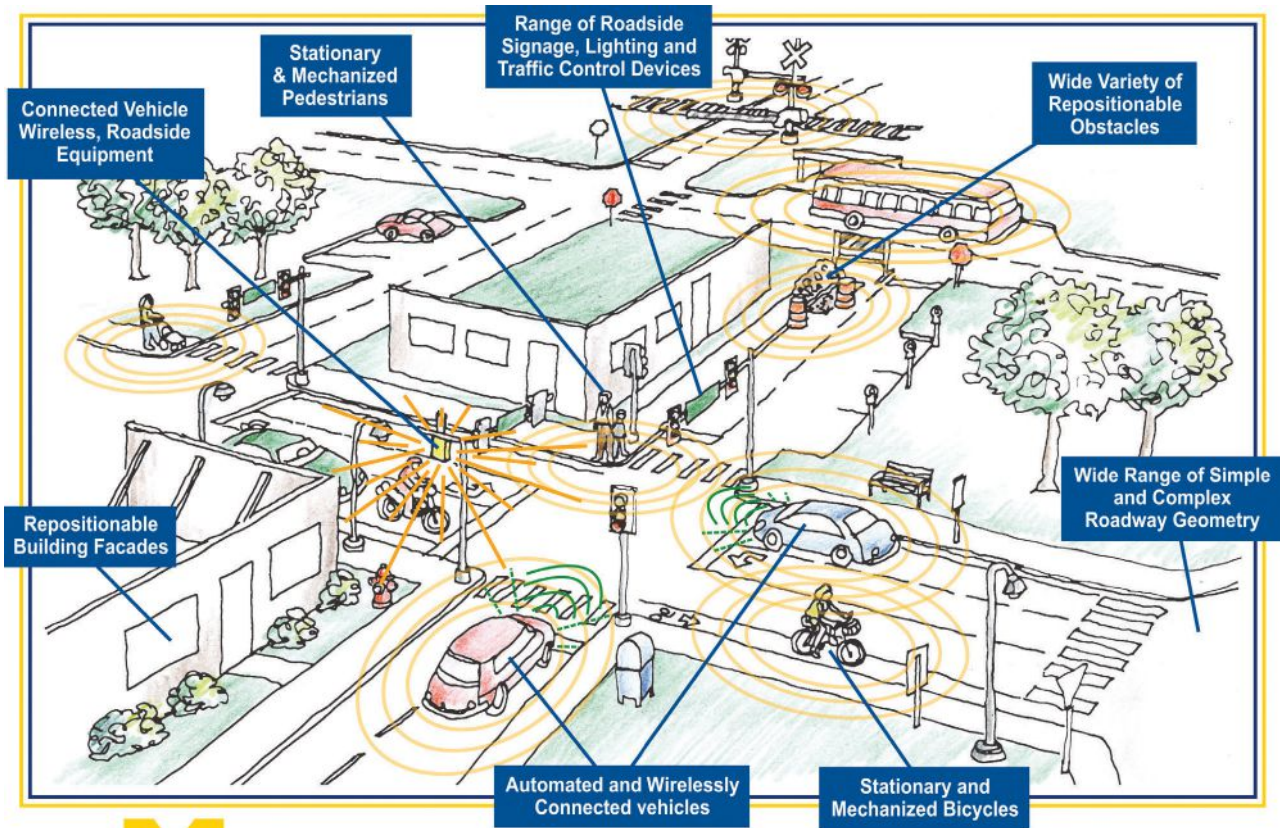 Range of Roadside
Signage, Lighting and
Traffic Control Devices
Stationary
& Mechanized
Pedestrians
Wide Variety of
Repositionable
Obstacles
Connected Vehicle
Wireless, Roadside
Equipment
Wide Range of Simple
and Complex
Roadway Geometry
Repositionable
Building Facades
Automated and Wirelessly
Connected vehicles
Stationary and
Mechanized Bicycles
M